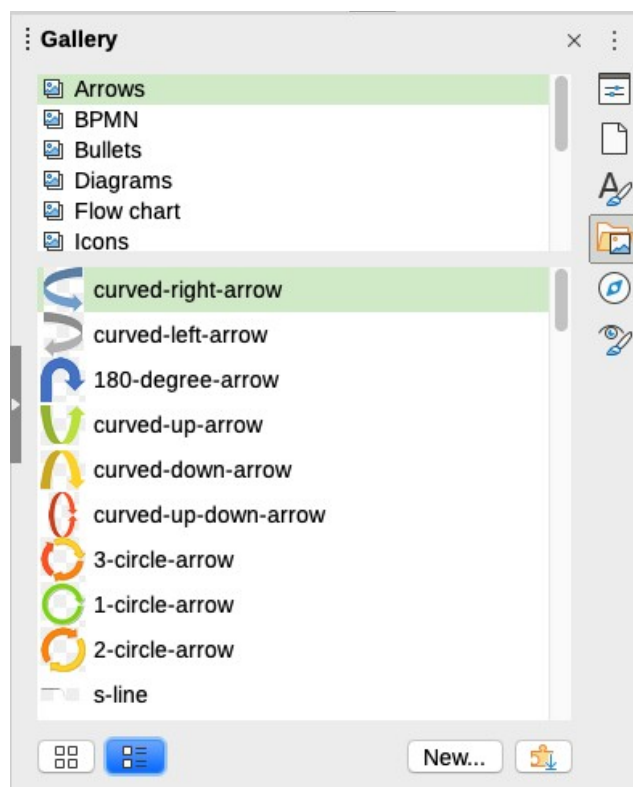 Gallery
Arrows
BPMN
Bullets
Diagrams
Flow chart
Icons
curved-right-arrow
curved-left-arrow
180-degree-arrow
curved-up-arrow
curved-down-arrow
curved-up-down-arrow
3-circle-arrow
1-circle-arrow
2-circle-arrow
s-line
New...